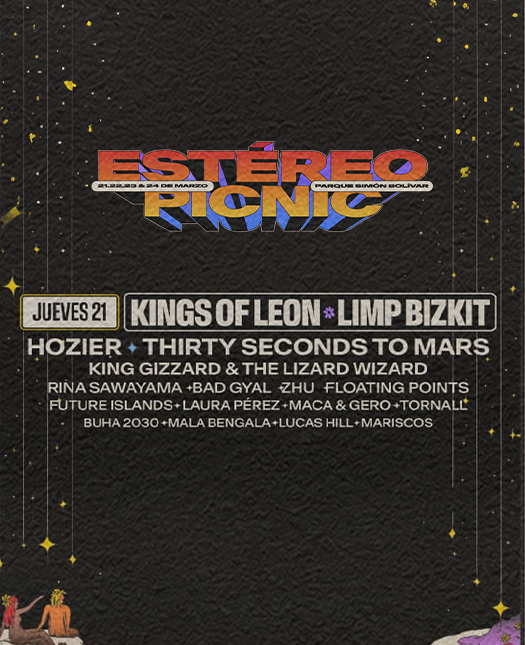 ESTÉREO
21.22.23 & 24 DE MARZO PARQUE SIMÓN BOLÍVAR
PICNIC
JUEVES 21 KINGS OF LEON LIMP BIZKIT
HOZIER THIRTY SECONDS TO MARS
KING GIZZARD & THE LIZARD WIZARD
RINA SAWAYAMA BAD GYAL ZHU FLOATING POINTS
FUTURE ISLANDS LAURA PÉREZ MACA & GERO TORNALL
BUHA 2030 MALA BENGALA LUCAS HILL MARISCOS